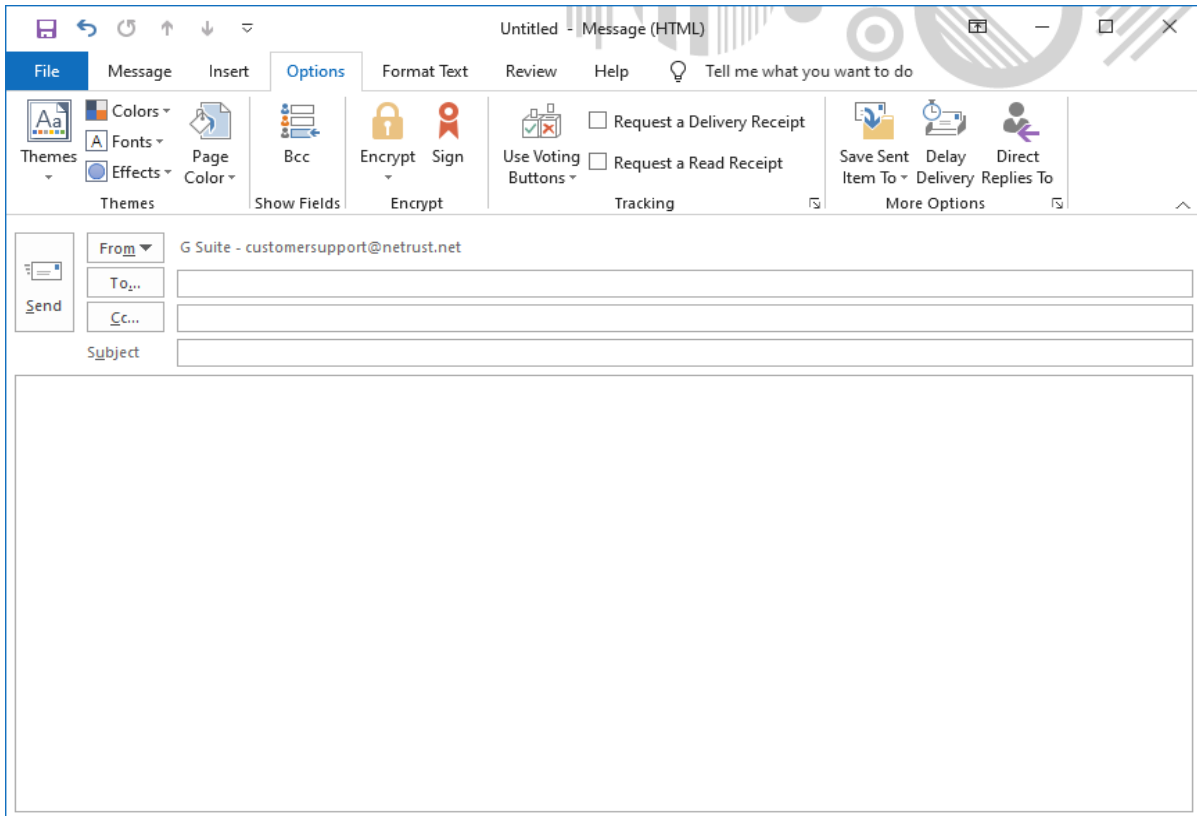 Untitled - Message (HTML)
File Message Insert Options Format Text Review Help Tell me what you want to do
Aa Themes
Colors
A Fonts
Effects
Page Color
Bcc
Encrypt Sign
Use Voting Buttons
Request a Delivery Receipt
Request a Read Receipt
Save Sent Item To
Delay Delivery
Direct Replies To
Themes Show Fields Encrypt Tracking More Options
Send
From G Suite - customersupport@netrust.net
To...
Cc...
Subject